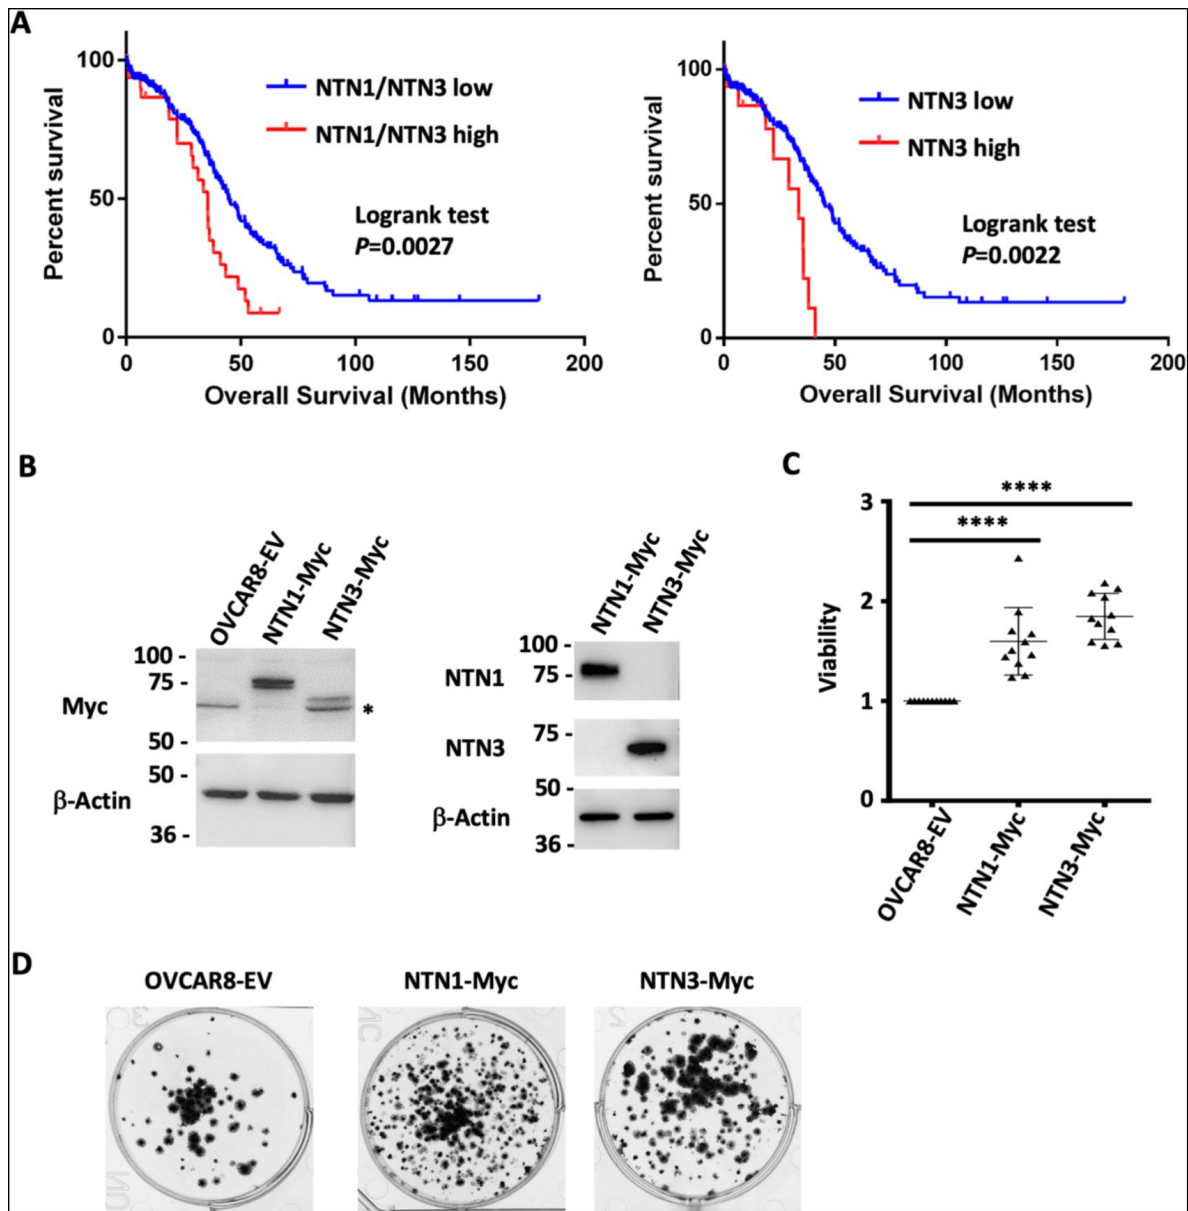 A
100
50
0
Percent survival
NTN1/NTN3 low
NTN1/NTN3 high
Logrank test
P=0.0027
0 50 100 150 200
Overall Survival (Months)
100
50
0
Percent survival
NTN3 low
NTN3 high
Logrank test
P=0.0022
0 50 100 150 200
Overall Survival (Months)
B
OVCAR8-EV
NTN1-Myc
NTN3-Myc
100 -
75 -
Myc
*
50 -
50 -
β-Actin
36 -
NTN1-Myc
NTN3-Myc
100 -
NTN1
75 -
75 -
NTN3
50 -
β-Actin
36 -
C
3
2
1
0
Viability
****
****
OVCAR8-EV
NTN1-Myc
NTN3-Myc
D
OVCAR8-EV
NTN1-Myc
NTN3-Myc